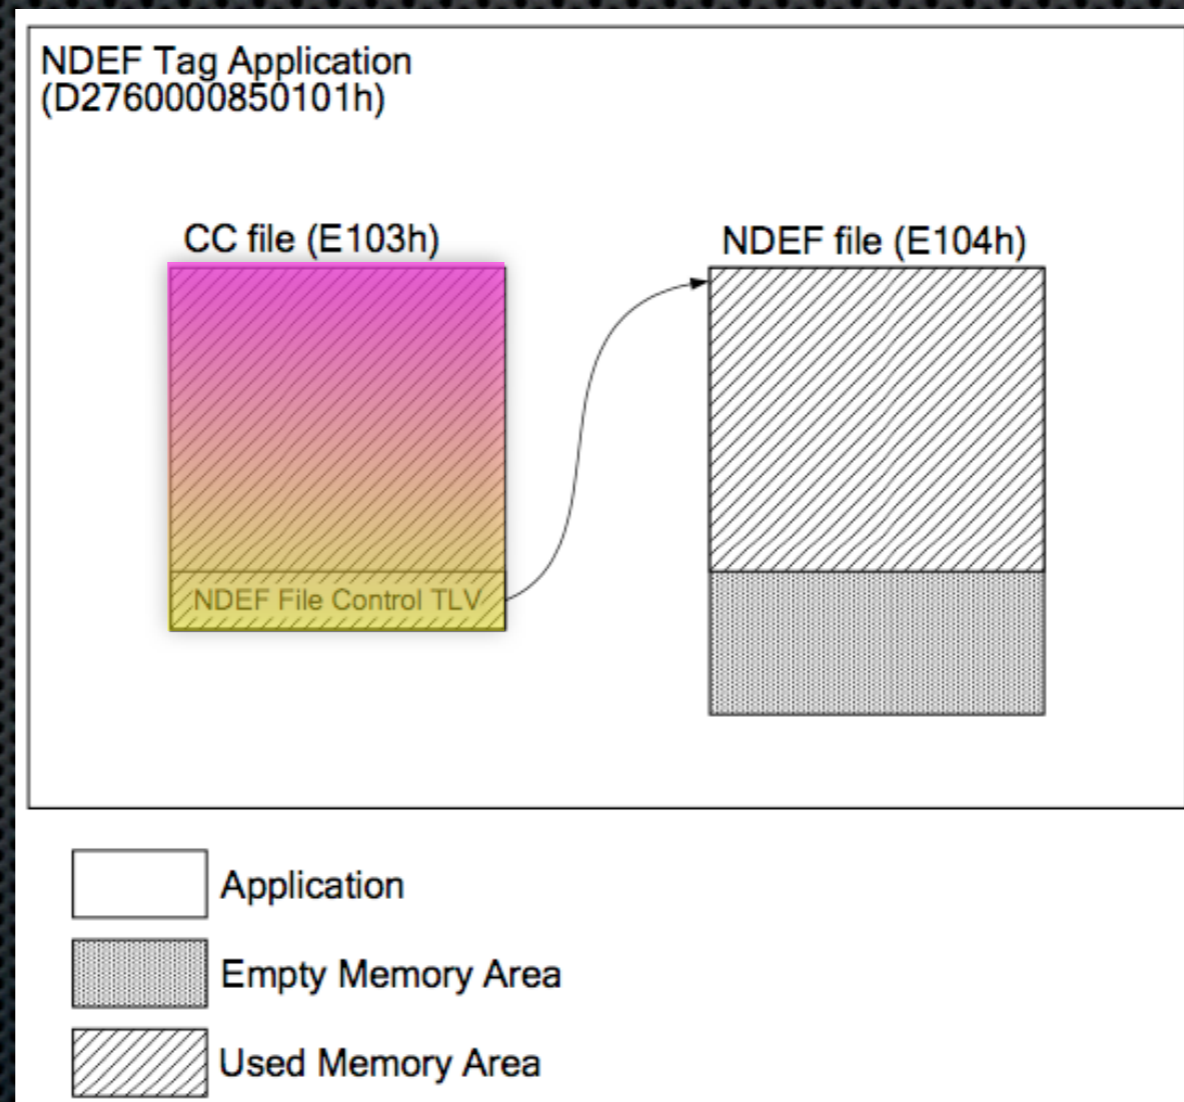 NDEF Tag Application
(D2760000850101h)
CC file (E103h)
NDEF file (E104h)
NDEF File Control TLV
Application
Empty Memory Area
Used Memory Area